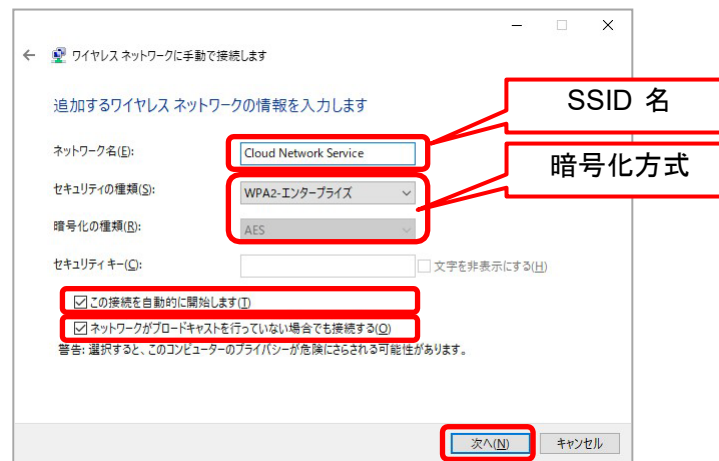 ワイヤレス ネットワークに手動で接続します
追加するワイヤレス ネットワークの情報を入力します
SSID 名
ネットワーク名(E): Cloud Network Service
暗号化方式
セキュリティの種類(S): WPA2-エンタープライズ
暗号化の種類(R): AES
セキュリティ キー(C): 文字を非表示にする(H)
この接続を自動的に開始します(T)
ネットワークがブロードキャストを行っていない場合でも接続する(O)
警告: 選択すると、このコンピューターのプライバシーが危険にさらされる可能性があります。
次へ(N) キャンセル